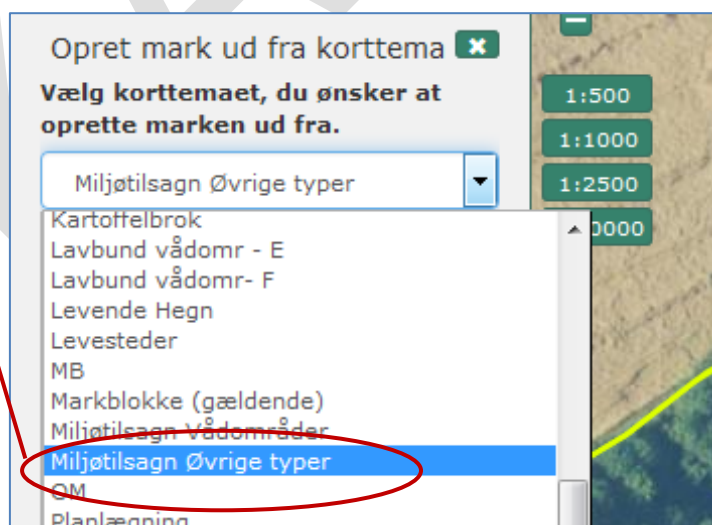 Opret mark ud fra korttema
Vælg korttemaet, du ønsker at
oprette marken ud fra.
Miljøtilsagn Øvrige typer
Kartoffelbrok
Lavbund vådomr - E
Lavbund vådomr- F
Levende Hegn
Levesteder
MB
Markblokke (gældende)
Miljøtilsagn Vådområder
Miljøtilsagn Øvrige typer
OM
Planlægning
1:500
1:1000
1:2500
0000